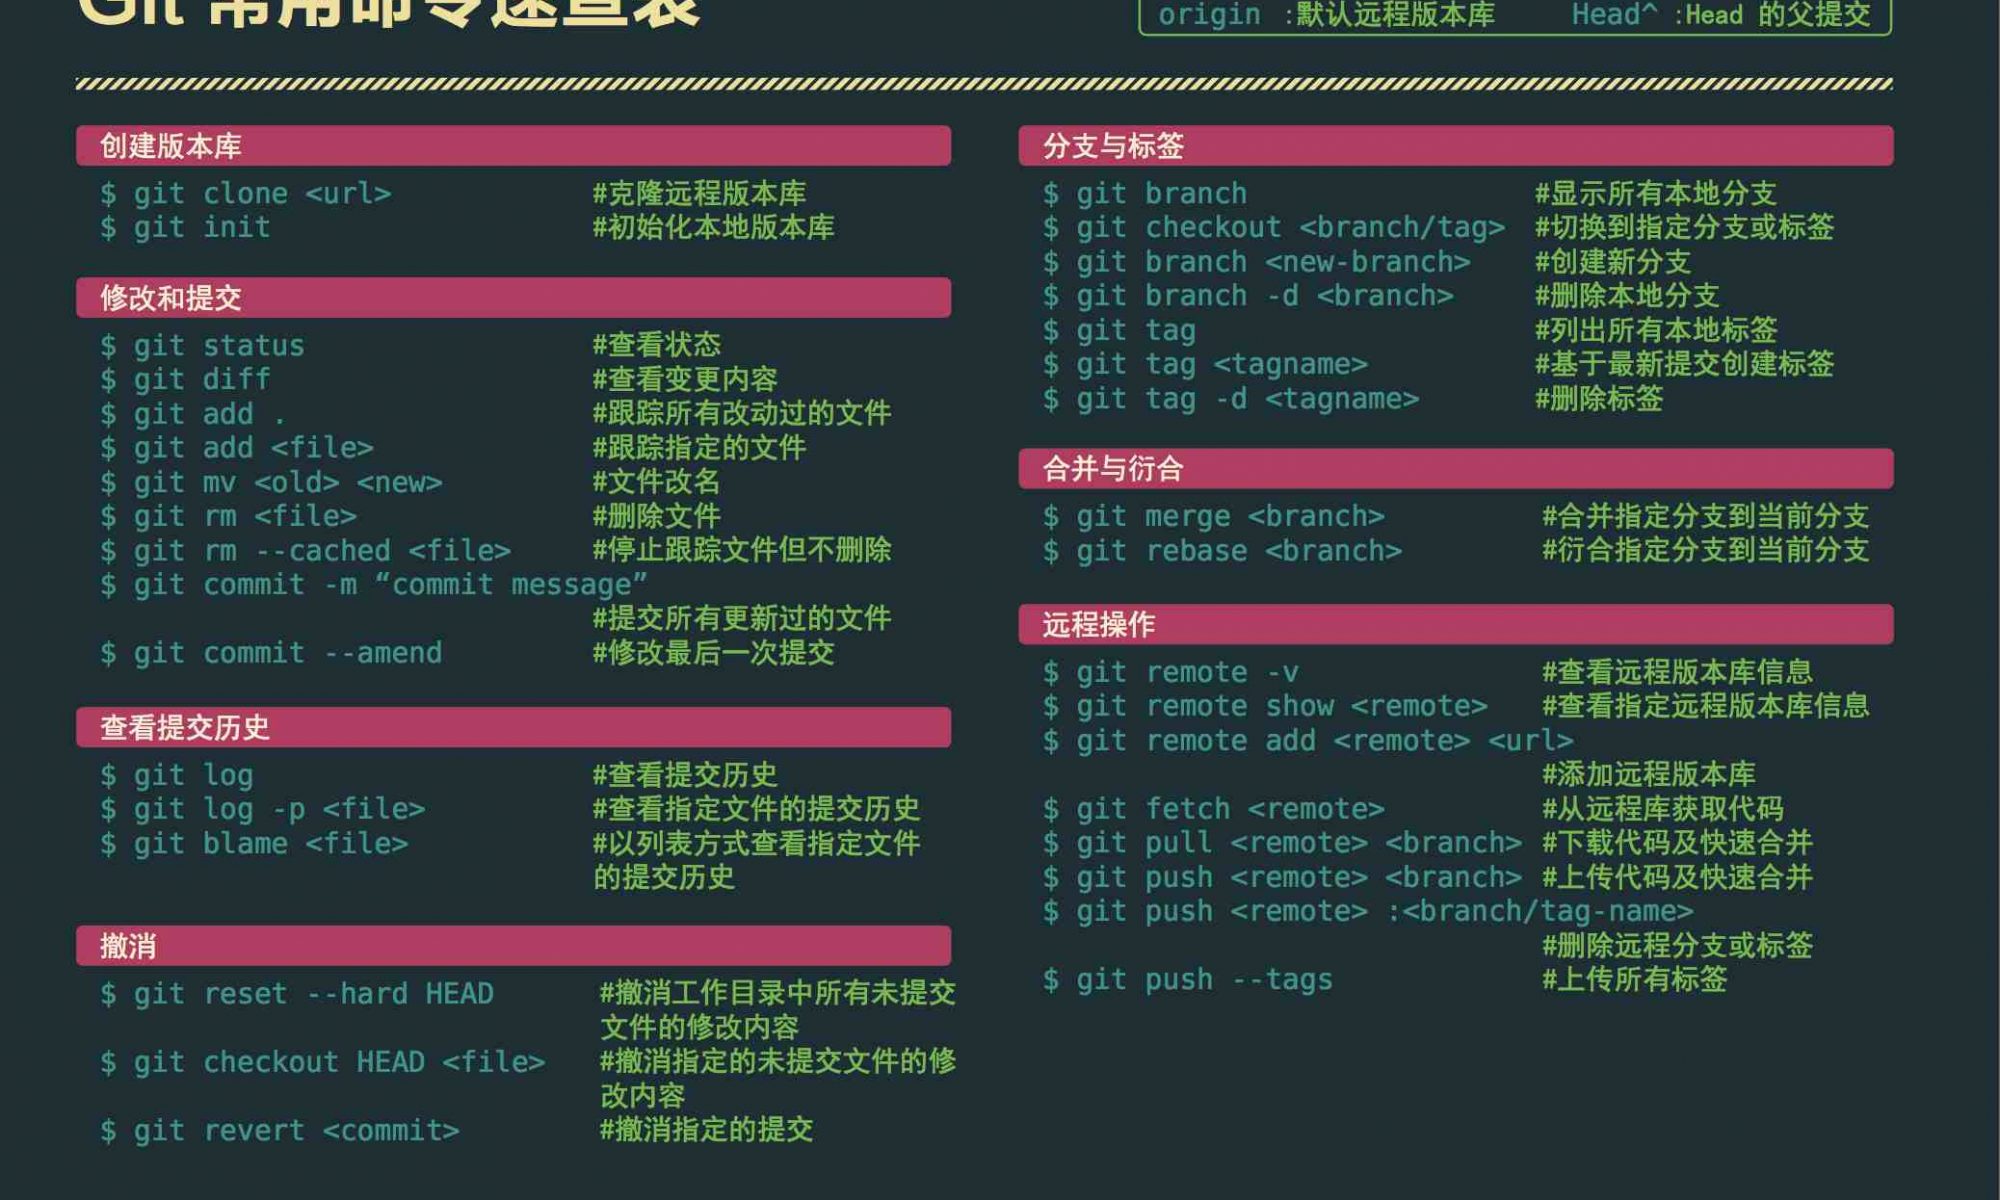 Git 常用命令速查表
origin :默认远程版本库 Head^ :Head 的父提交
创建版本库
$ git clone <url> #克隆远程版本库
$ git init #初始化本地版本库
修改和提交
$ git status #查看状态
$ git diff #查看变更内容
$ git add . #跟踪所有改动过的文件
$ git add <file> #跟踪指定的文件
$ git mv <old> <new> #文件改名
$ git rm <file> #删除文件
$ git rm --cached <file> #停止跟踪文件但不删除
$ git commit -m “commit message”
#提交所有更新过的文件
$ git commit --amend #修改最后一次提交
查看提交历史
$ git log #查看提交历史
$ git log -p <file> #查看指定文件的提交历史
$ git blame <file> #以列表方式查看指定文件
的提交历史
撤消
$ git reset --hard HEAD #撤消工作目录中所有未提交
文件的修改内容
$ git checkout HEAD <file> #撤消指定的未提交文件的修
改内容
$ git revert <commit> #撤消指定的提交
分支与标签
$ git branch #显示所有本地分支
$ git checkout <branch/tag> #切换到指定分支或标签
$ git branch <new-branch> #创建新分支
$ git branch -d <branch> #删除本地分支
$ git tag #列出所有本地标签
$ git tag <tagname> #基于最新提交创建标签
$ git tag -d <tagname> #删除标签
合并与衍合
$ git merge <branch> #合并指定分支到当前分支
$ git rebase <branch> #衍合指定分支到当前分支
远程操作
$ git remote -v #查看远程版本库信息
$ git remote show <remote> #查看指定远程版本库信息
$ git remote add <remote> <url>
#添加远程版本库
$ git fetch <remote> #从远程库获取代码
$ git pull <remote> <branch> #下载代码及快速合并
$ git push <remote> <branch> #上传代码及快速合并
$ git push <remote> :<branch/tag-name>
#删除远程分支或标签
$ git push --tags #上传所有标签